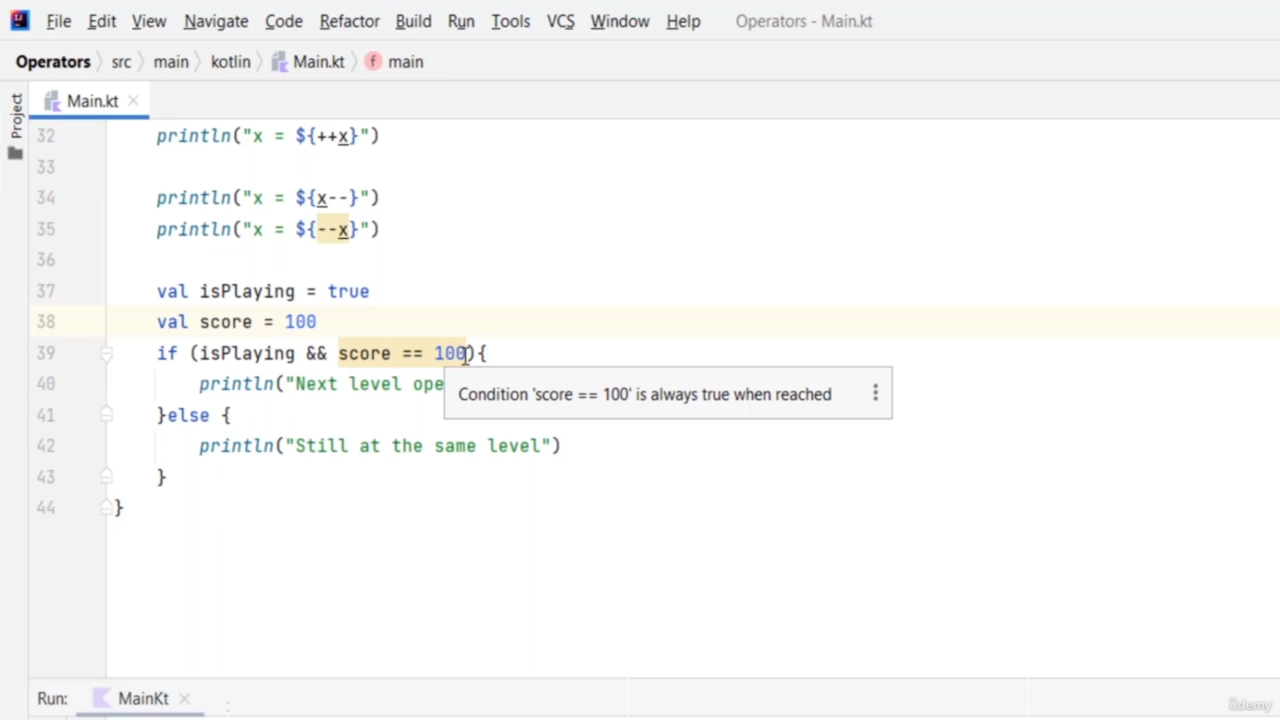 File Edit View Navigate Code Refactor Build Run Tools VCS Window Help Operators - Main.kt
Operators src main kotlin Main.kt f main
Project
Main.kt
32 println("x = ${++x}")
33
34 println("x = ${x--}")
35 println("x = ${--x}")
36
37 val isPlaying = true
38 val score = 100
39 if (isPlaying && score == 100){
40 println("Next level ope
Condition 'score == 100' is always true when reached
41 }else {
42 println("Still at the same level")
43 }
44 }
Run: MainKt
ûdemy